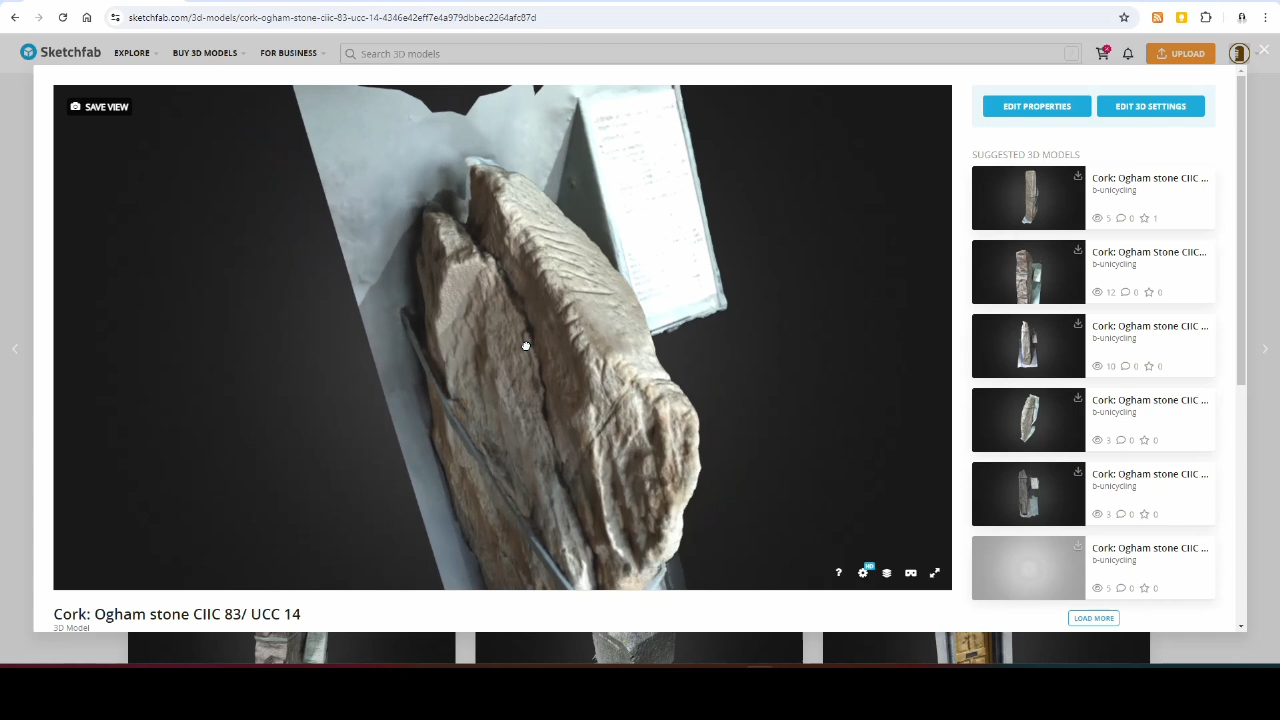 sketchfab.com/3d-models/cork-ogham-stone-ciic-83-ucc-14-4346e42eff7e4a979dbbec2264afc87d
Sketchfab EXPLORE BUY 3D MODELS FOR BUSINESS Search 3D models ? UPLOAD
SAVE VIEW
EDIT PROPERTIES EDIT 3D SETTINGS
SUGGESTED 3D MODELS
Cork: Ogham stone CIIC ...
b-unicycling
5 0 1
Cork: Ogham Stone CIIC...
b-unicycling
12 0 0
Cork: Ogham stone CIIC ...
b-unicycling
10 0 0
Cork: Ogham stone CIIC ...
b-unicycling
3 0 0
Cork: Ogham stone CIIC ...
b-unicycling
3 0 0
Cork: Ogham stone CIIC ...
b-unicycling
5 0 0
? HD
LOAD MORE
Cork: Ogham stone CIIC 83/ UCC 14
3D Model